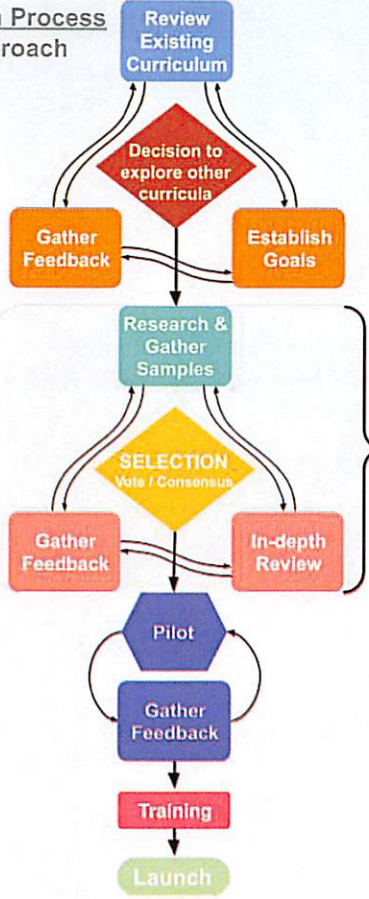 Process
Review
Existing
Curriculum
Decision to
explore other
curricula
Gather
Feedback
Establish
Goals
Research &
Gather
Samples
SELECTION
Vote / Consensus
Gather
Feedback
In-depth
Review
Pilot
Gather
Feedback
Training
Launch